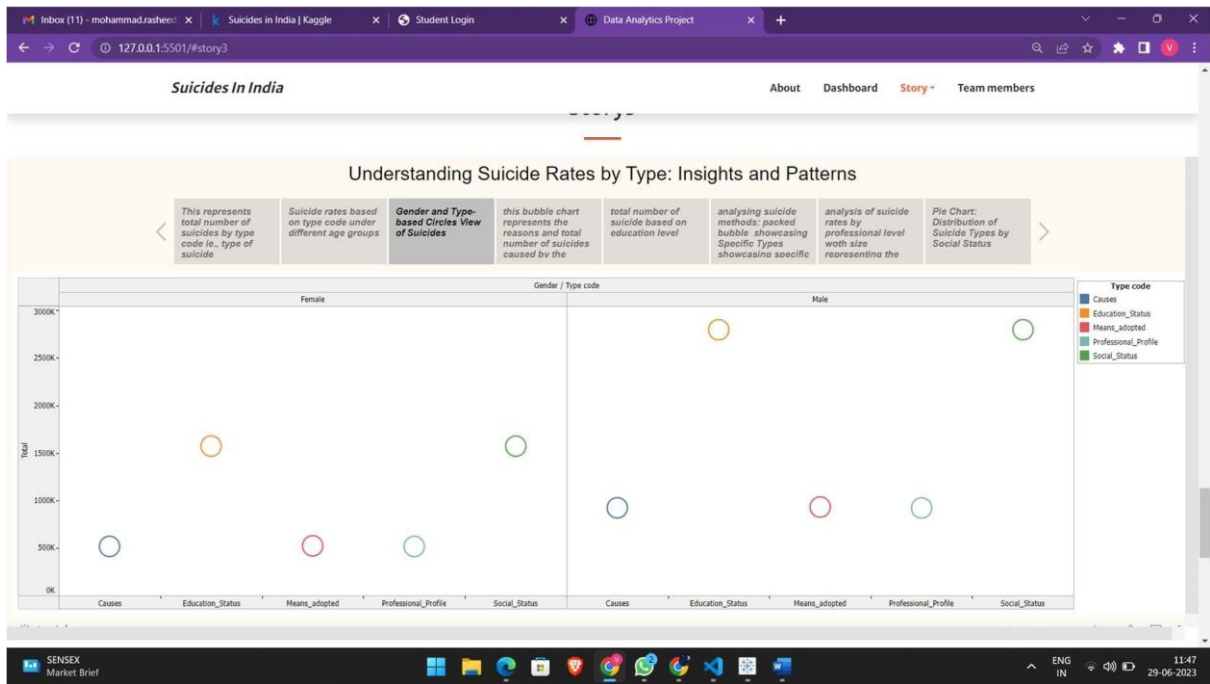 Inbox (11) - mohammad.rasheed
Suicides in India | Kaggle
Student Login
Data Analytics Project
127.0.0.1:5501/#story3
V
Suicides In India
About
Dashboard
Story
Team members
Understanding Suicide Rates by Type: Insights and Patterns
This represents
total number of
suicides by type
code ie., type of
suicide
Suicide rates based
on type code under
different age groups
Gender and Type-
based Circles View
of Suicides
this bubble chart
represents the
reasons and total
number of suicides
caused by the
total number of
suicide based on
education level
analysing suicide
methods: packed
bubble showcasing
Specific Types
showcasing specific
analysis of suicide
rates by
professional level
woth size
representing the
Pie Chart:
Distribution of
Suicide Types by
Social Status
Gender / Type code
Female
Male
Total
3000K
2500K
2000K
1500K
1000K
500K
0K
Causes
Education_Status
Means_adopted
Professional_Profile
Social_Status
Causes
Education_Status
Means_adopted
Professional_Profile
Social_Status
Type code
Causes
Education_Status
Means_adopted
Professional_Profile
Social_Status
SENSEX
Market Brief
2
ENG
IN
11:47
29-06-2023